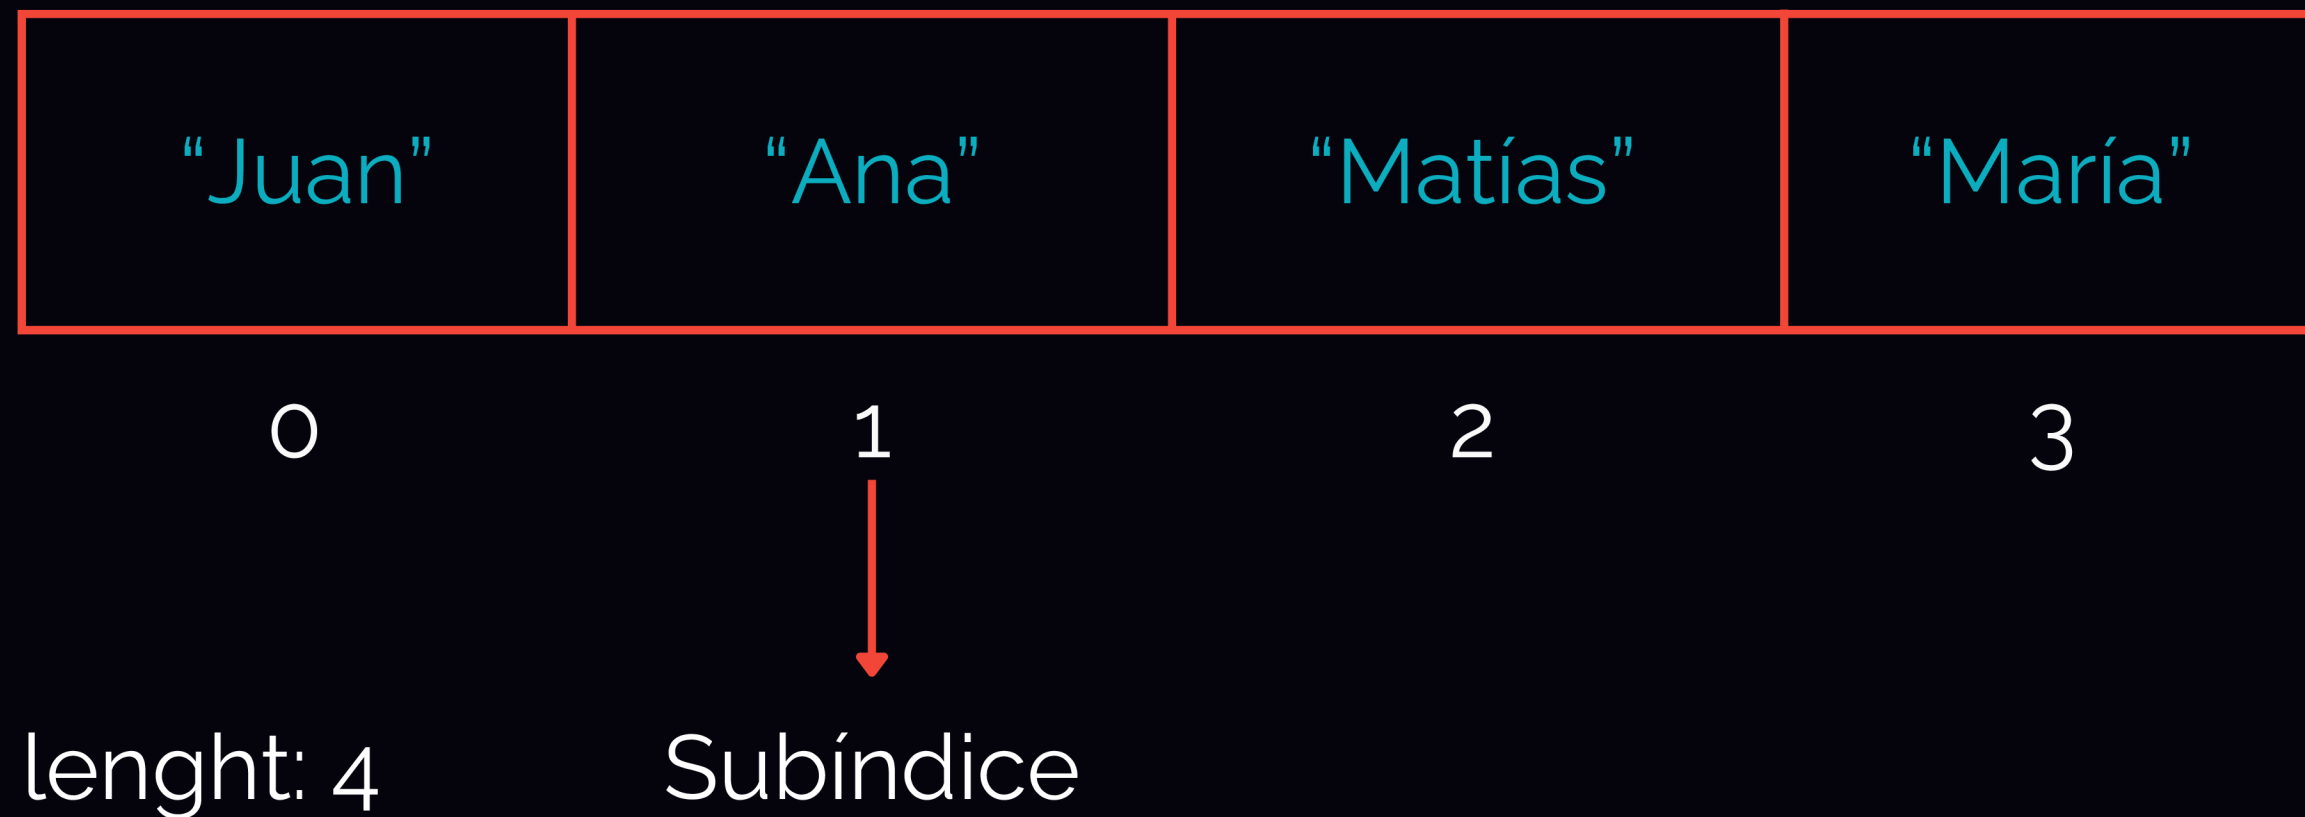 “Juan” “Ana” “Matías” “María”
0 1 2 3
lenght: 4 Subíndice